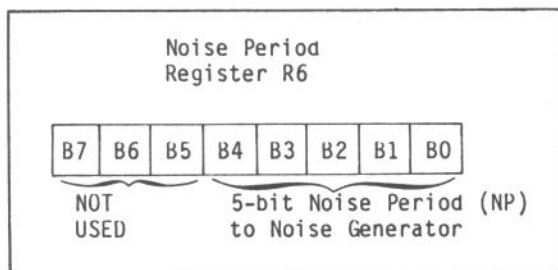 Noise Period
Register R6
B7 B6 B5 B4 B3 B2 B1 B0
NOT 5-bit Noise Period (NP)
USED to Noise Generator